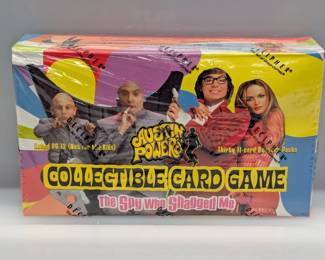 Rated PG-13 (Not for Kids)
AUSTIN POWERS
Thirty 11-card Booster Packs
COLLECTIBLE CARD GAME
The Spy Who Shagged Me
DECIPHER